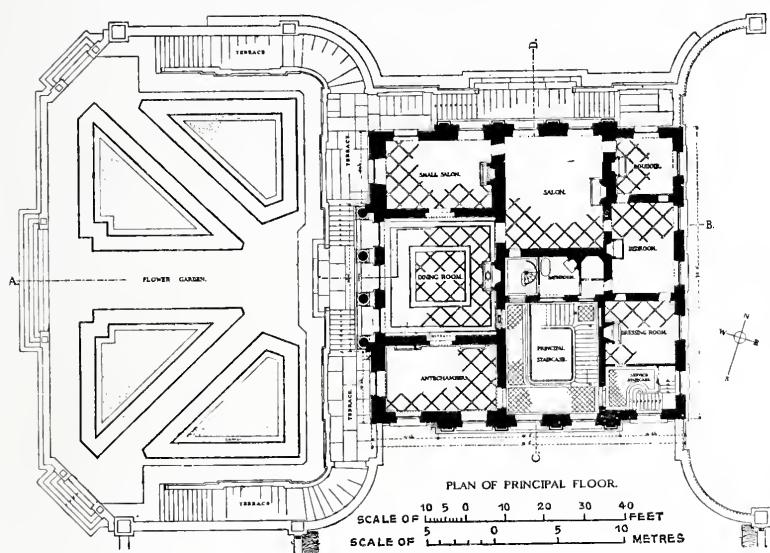 TERRACE
D.
TERRACE
SMALL SALON.
SALON.
BOUDOIR.
B.
BEDROOM.
A.
FLOWER GARDEN.
DINING ROOM.
BATHROOM
N
W
E
S
PRINCIPAL
STAIRCASE.
DRESSING ROOM.
ANTECHAMBER
SERVICE
STAIRCASE.
TERRACE
C
TERRACE
PLAN OF PRINCIPAL FLOOR.
10 5 0 10 20 30 40
SCALE OF FEET
5 0 5 10
SCALE OF METRES